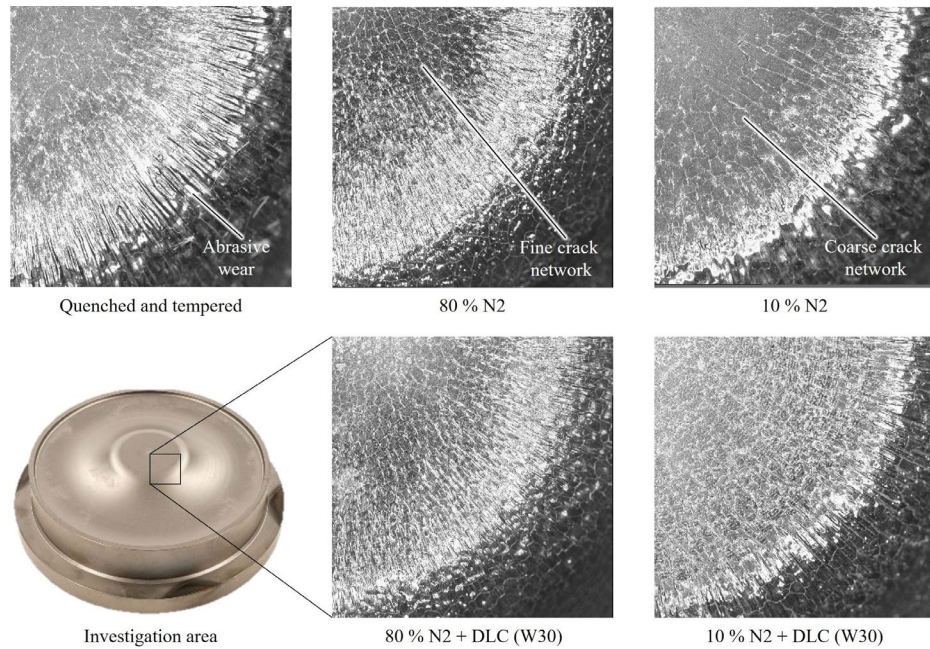 Abrasive
wear
Fine crack
network
Coarse crack
network
Quenched and tempered
80 % N2
10 % N2
Investigation area
80 % N2 + DLC (W30)
10 % N2 + DLC (W30)